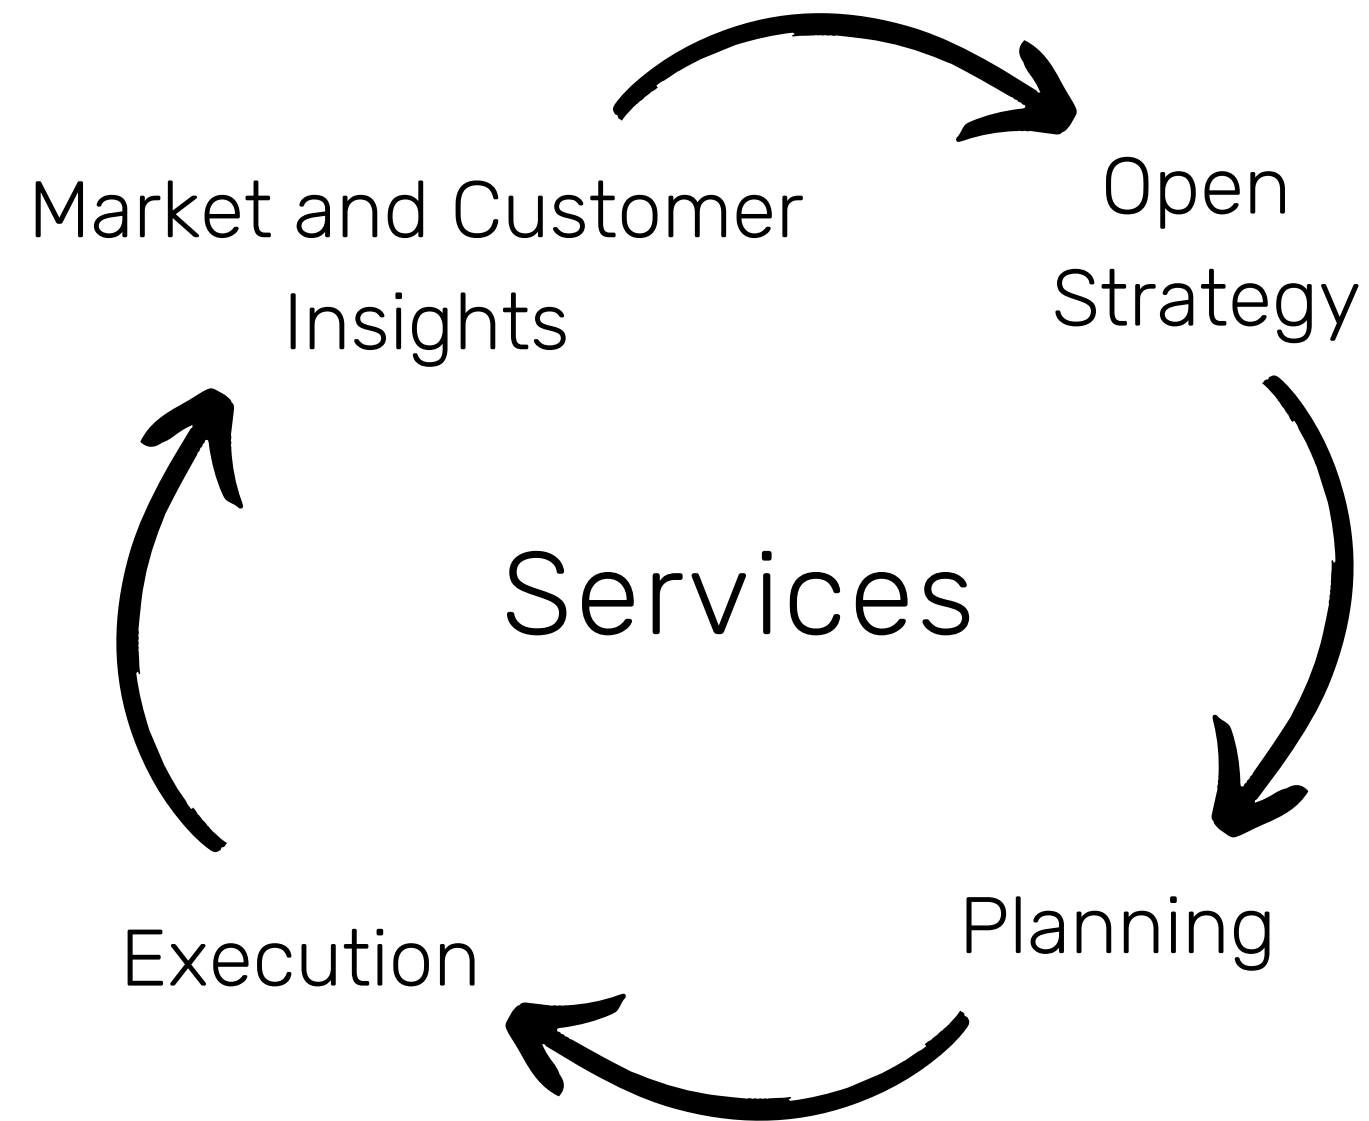 Market and Customer
Insights
Open
Strategy
Services
Execution
Planning